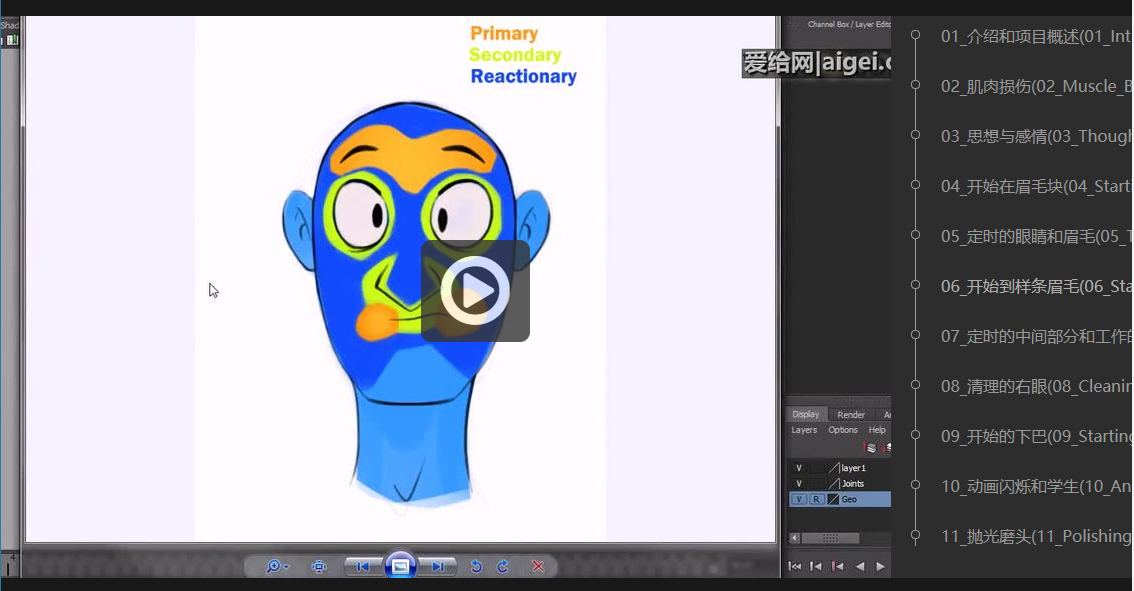 Shad
Primary
Secondary
Reactionary
Channel Box / Layer Edito
爱给网|aigei.c
Display
Render
Layers
Options
Help
V
layer1
V
Joints
V
R
Geo
4
1
01_介绍和项目概述(01_Int
02_肌肉损伤(02_Muscle_B
03_思想与感情(03_Though
04_开始在眉毛块(04_Starti
05_定时的眼睛和眉毛(05_T
06_开始到样条眉毛(06_Sta
07_定时的中间部分和工作的
08_清理的右眼(08_Cleanin
09_开始的下巴(09_Starting
10_动画闪烁和学生(10_An
11_抛光磨头(11_Polishing